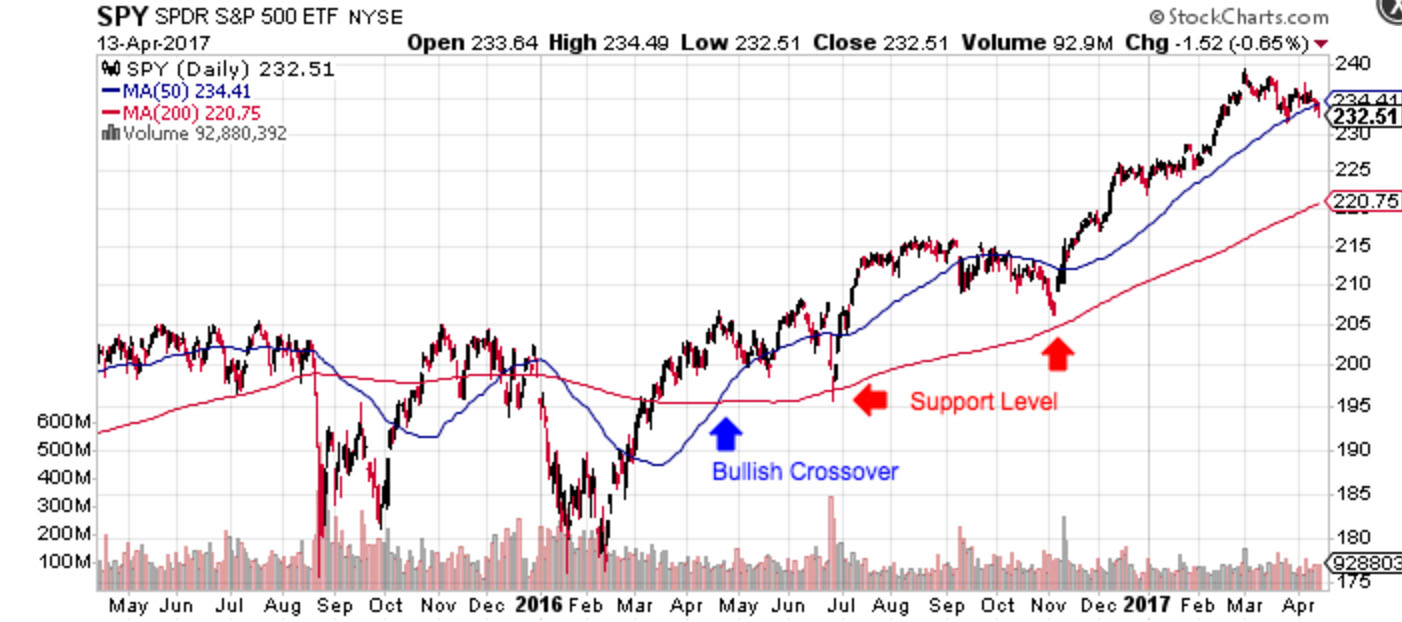 SPY SPDR S&P 500 ETF NYSE
© StockCharts.com
13-Apr-2017
Open 233.64 High 234.49 Low 232.51 Close 232.51 Volume 92.9M Chg -1.52 (-0.65%)
SPY (Daily) 232.51
MA(50) 234.41
MA(200) 220.75
Volume 92,880,392
240
234.41
232.51
230
225
220.75
215
210
205
200
195
190
185
180
928803
175
600M
500M
400M
300M
200M
100M
Support Level
Bullish Crossover
May Jun Jul Aug Sep Oct Nov Dec 2016 Feb Mar Apr May Jun Jul Aug Sep Oct Nov Dec 2017 Feb Mar Apr